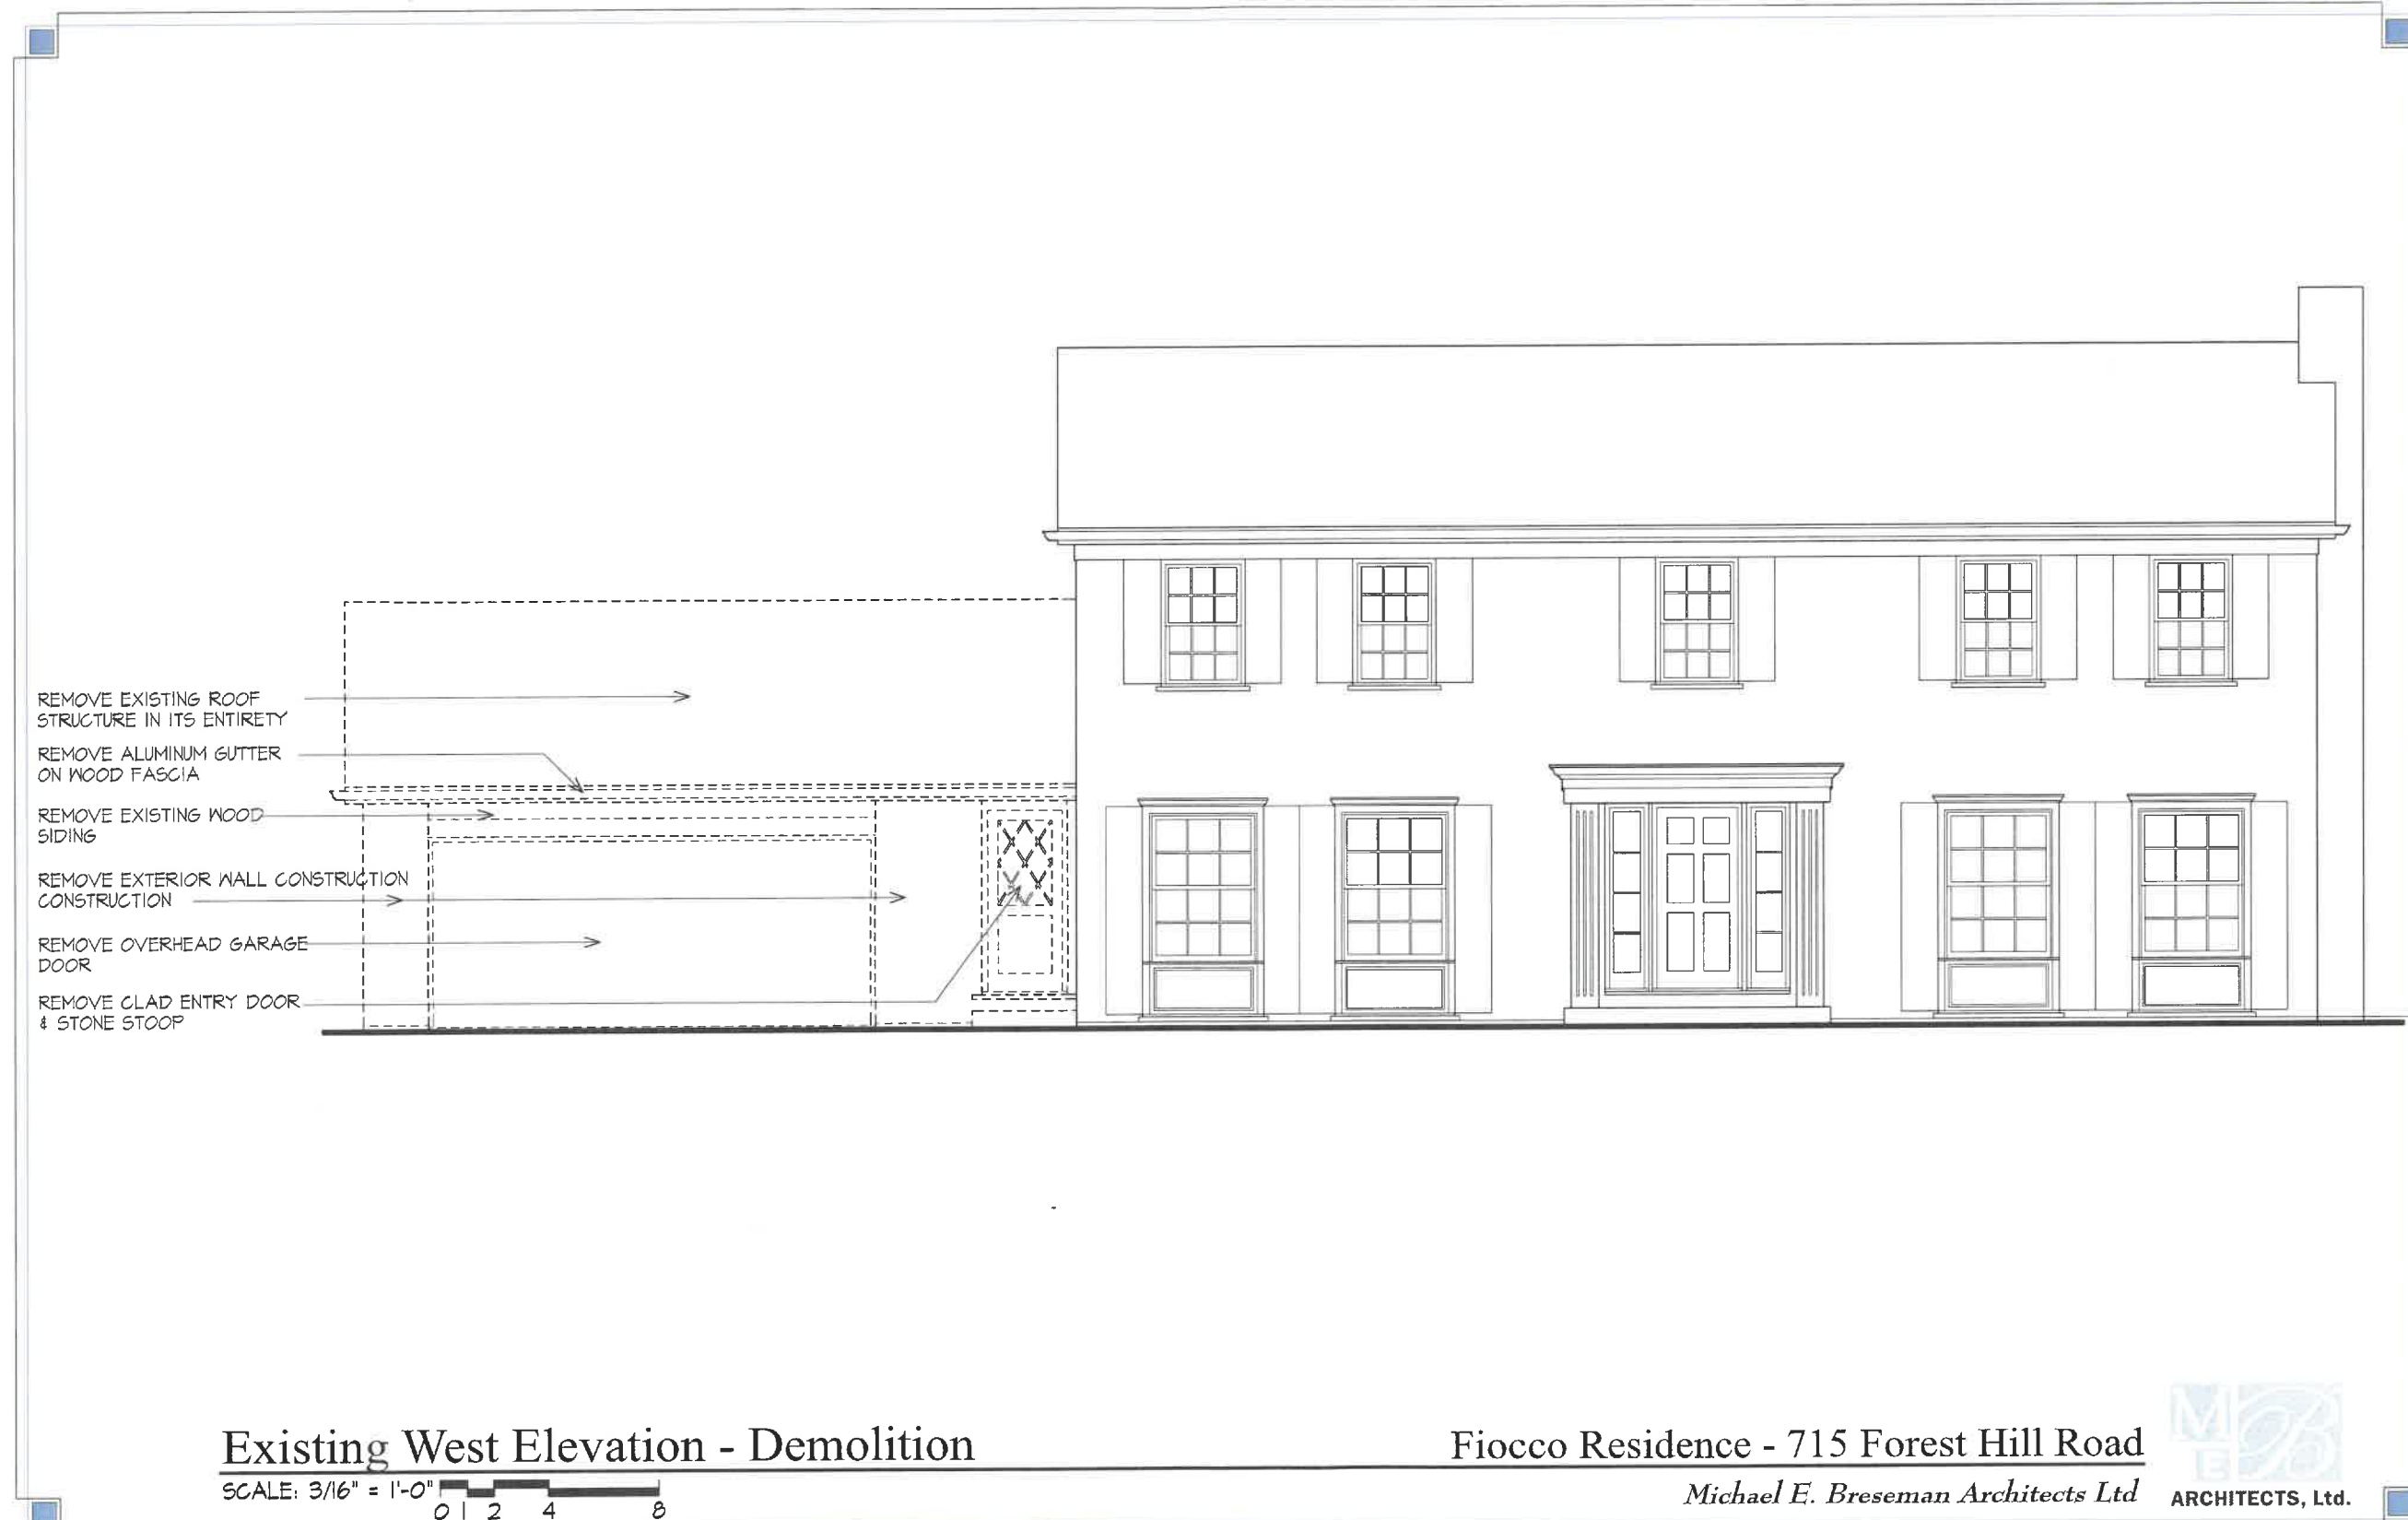 REMOVE EXISTING ROOF
STRUCTURE IN ITS ENTIRETY
REMOVE ALUMINUM GUTTER
ON WOOD FASCIA
REMOVE EXISTING WOOD
SIDING
REMOVE EXTERIOR WALL CONSTRUCTION
CONSTRUCTION
REMOVE OVERHEAD GARAGE
DOOR
REMOVE CLAD ENTRY DOOR
& STONE STOOP
Existing West Elevation - Demolition
SCALE: 3/16" = 1'-0"
0 1 2 4 8
Fiocco Residence - 715 Forest Hill Road
Michael E. Breseman Architects Ltd
M B
E
ARCHITECTS, Ltd.